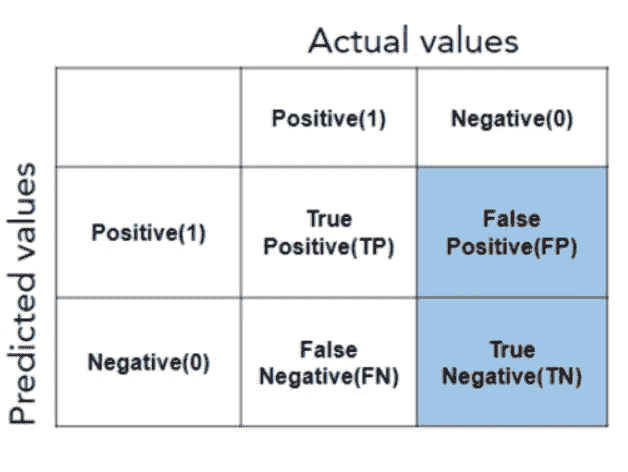 Actual values
Positive(1)
Negative(0)
Predicted values
Positive(1)
True
Positive(TP)
False
Positive(FP)
Negative(0)
False
Negative(FN)
True
Negative(TN)